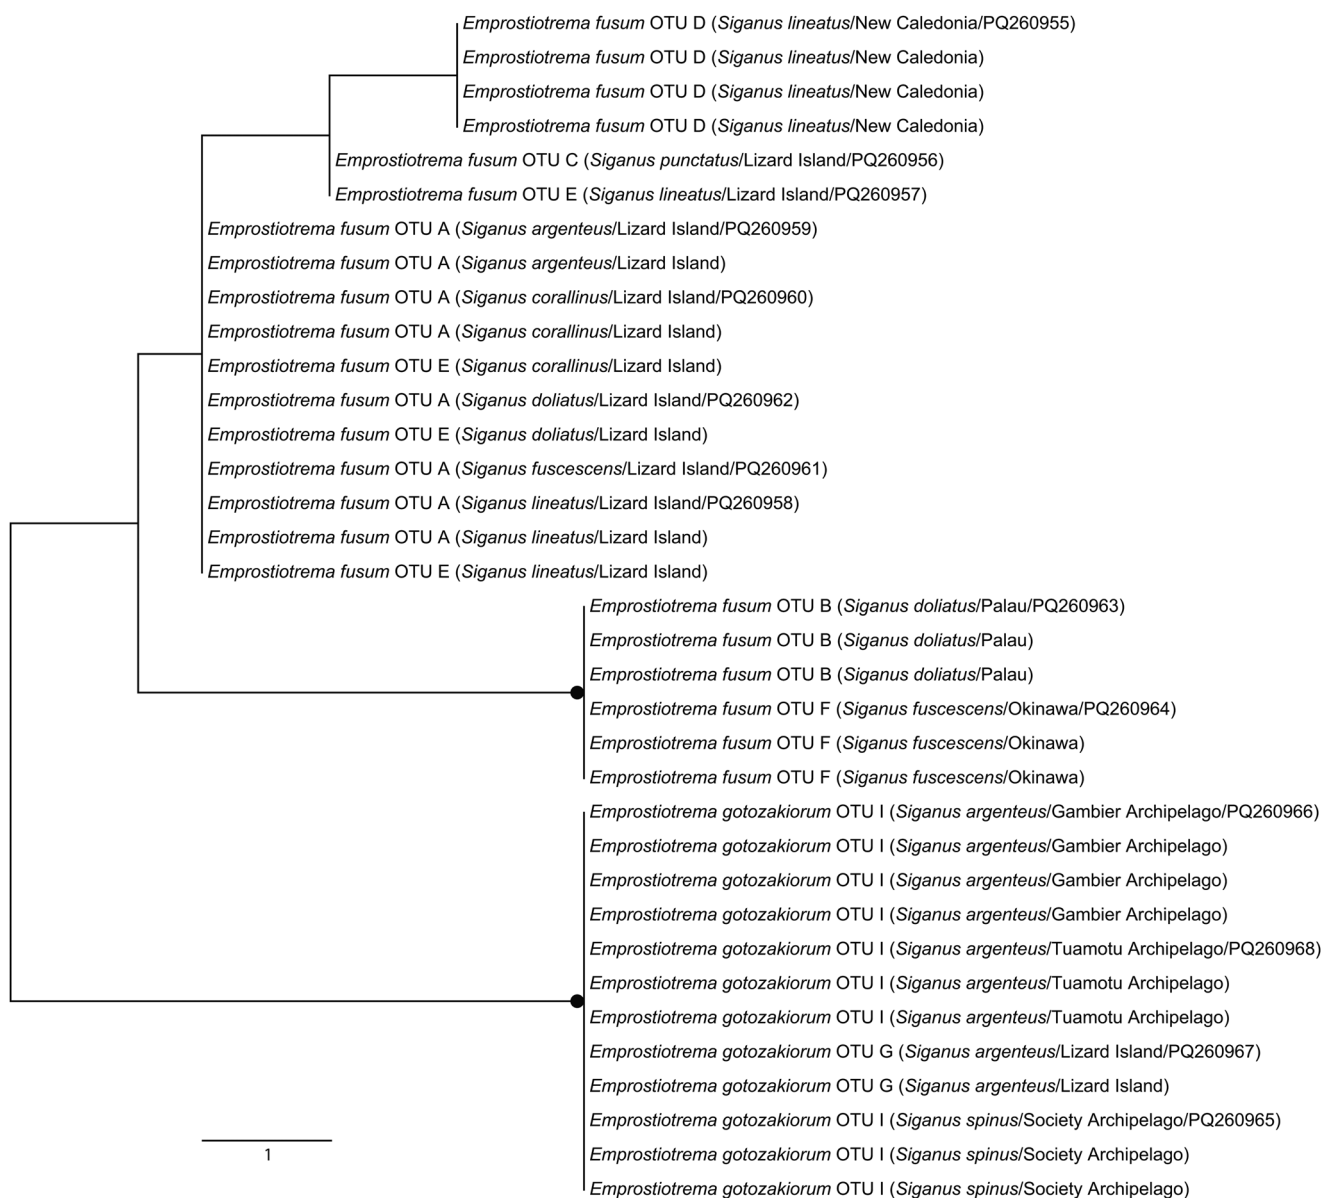 Emprostiotrema fusum OTU D (Siganus lineatus/New Caledonia/PQ260955)
Emprostiotrema fusum OTU D (Siganus lineatus/New Caledonia)
Emprostiotrema fusum OTU D (Siganus lineatus/New Caledonia)
Emprostiotrema fusum OTU D (Siganus lineatus/New Caledonia)
Emprostiotrema fusum OTU C (Siganus punctatus/Lizard Island/PQ260956)
Emprostiotrema fusum OTU E (Siganus lineatus/Lizard Island/PQ260957)
Emprostiotrema fusum OTU A (Siganus argenteus/Lizard Island/PQ260959)
Emprostiotrema fusum OTU A (Siganus argenteus/Lizard Island)
Emprostiotrema fusum OTU A (Siganus corallinus/Lizard Island/PQ260960)
Emprostiotrema fusum OTU A (Siganus corallinus/Lizard Island)
Emprostiotrema fusum OTU E (Siganus corallinus/Lizard Island)
Emprostiotrema fusum OTU A (Siganus doliatus/Lizard Island/PQ260962)
Emprostiotrema fusum OTU E (Siganus doliatus/Lizard Island)
Emprostiotrema fusum OTU A (Siganus fuscescens/Lizard Island/PQ260961)
Emprostiotrema fusum OTU A (Siganus lineatus/Lizard Island/PQ260958)
Emprostiotrema fusum OTU A (Siganus lineatus/Lizard Island)
Emprostiotrema fusum OTU E (Siganus lineatus/Lizard Island)
Emprostiotrema fusum OTU B (Siganus doliatus/Palau/PQ260963)
Emprostiotrema fusum OTU B (Siganus doliatus/Palau)
Emprostiotrema fusum OTU B (Siganus doliatus/Palau)
Emprostiotrema fusum OTU F (Siganus fuscescens/Okinawa/PQ260964)
Emprostiotrema fusum OTU F (Siganus fuscescens/Okinawa)
Emprostiotrema fusum OTU F (Siganus fuscescens/Okinawa)
Emprostiotrema gotozakiorum OTU I (Siganus argenteus/Gambier Archipelago/PQ260966)
Emprostiotrema gotozakiorum OTU I (Siganus argenteus/Gambier Archipelago)
Emprostiotrema gotozakiorum OTU I (Siganus argenteus/Gambier Archipelago)
Emprostiotrema gotozakiorum OTU I (Siganus argenteus/Gambier Archipelago)
Emprostiotrema gotozakiorum OTU I (Siganus argenteus/Tuamotu Archipelago/PQ260968)
Emprostiotrema gotozakiorum OTU I (Siganus argenteus/Tuamotu Archipelago)
Emprostiotrema gotozakiorum OTU I (Siganus argenteus/Tuamotu Archipelago)
Emprostiotrema gotozakiorum OTU G (Siganus argenteus/Lizard Island/PQ260967)
Emprostiotrema gotozakiorum OTU G (Siganus argenteus/Lizard Island)
Emprostiotrema gotozakiorum OTU I (Siganus spinus/Society Archipelago/PQ260965)
Emprostiotrema gotozakiorum OTU I (Siganus spinus/Society Archipelago)
Emprostiotrema gotozakiorum OTU I (Siganus spinus/Society Archipelago)
1